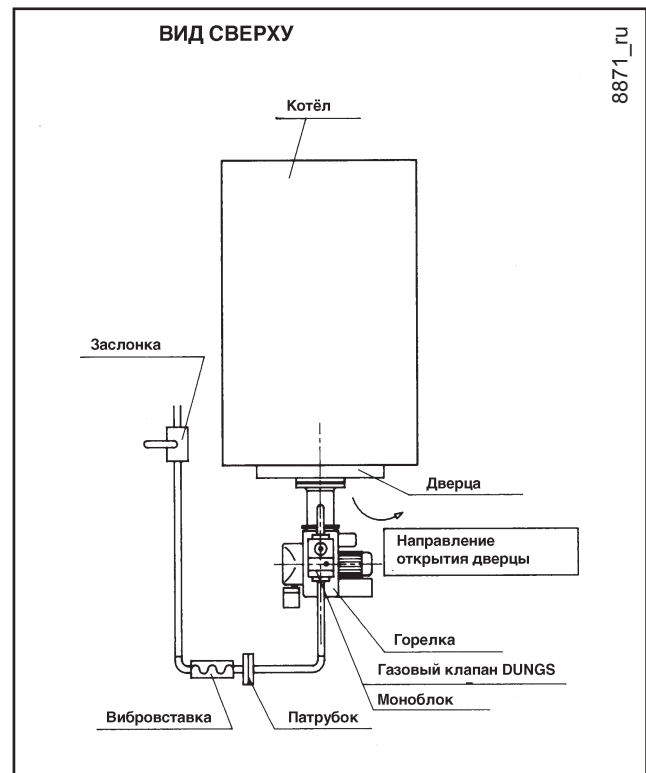 ВИД СВЕРХУ
8871_ru
Котёл
Заслонка
Дверца
Направление
открытия дверцы
Горелка
Газовый клапан DUNGS
Моноблок
Вибровставка
Патрубок